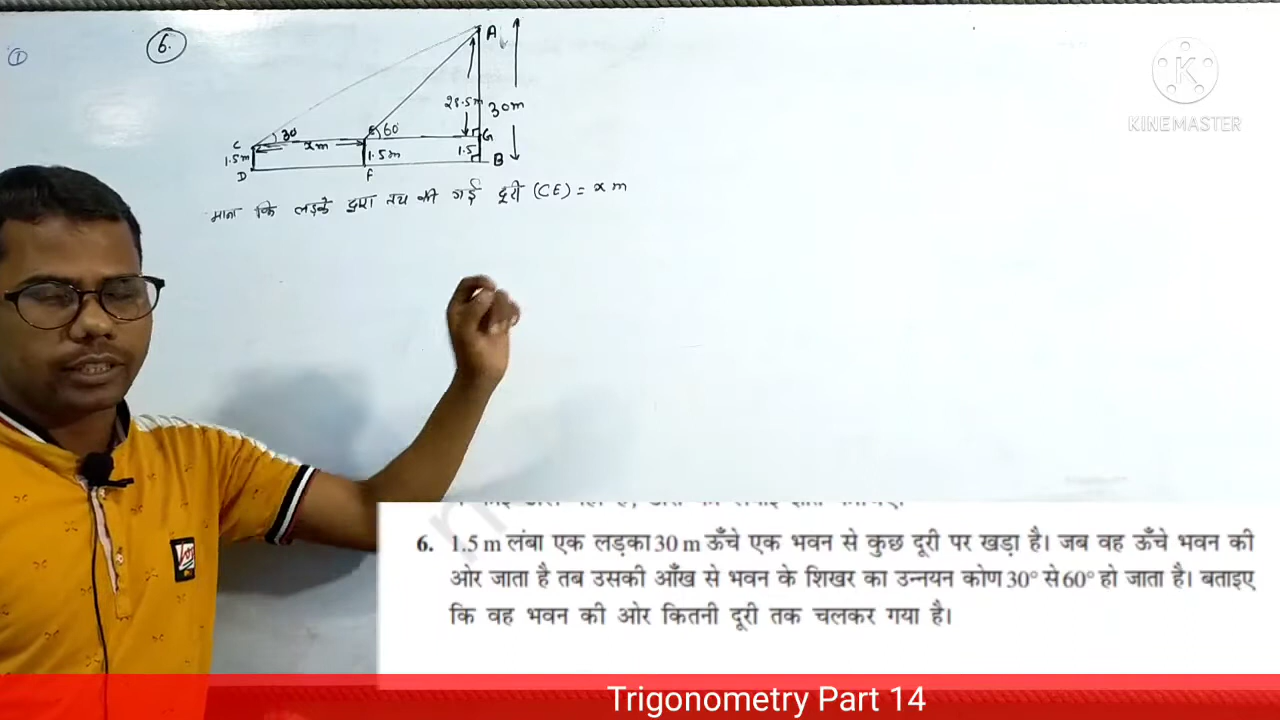 ①
6.
A
28.5m
30m
C
30
E
60
G
1.5m
x m
1.5m
1.5
B
D
F
माना कि लड़के द्वारा तय की गई दूरी (CE) = x m
K
KINEMASTER
6. 1.5 m लंबा एक लड़का 30 m ऊँचे एक भवन से कुछ दूरी पर खड़ा है। जब वह ऊँचे भवन की
ओर जाता है तब उसकी आँख से भवन के शिखर का उन्नयन कोण 30° से 60° हो जाता है। बताइए
कि वह भवन की ओर कितनी दूरी तक चलकर गया है।
Trigonometry Part 14